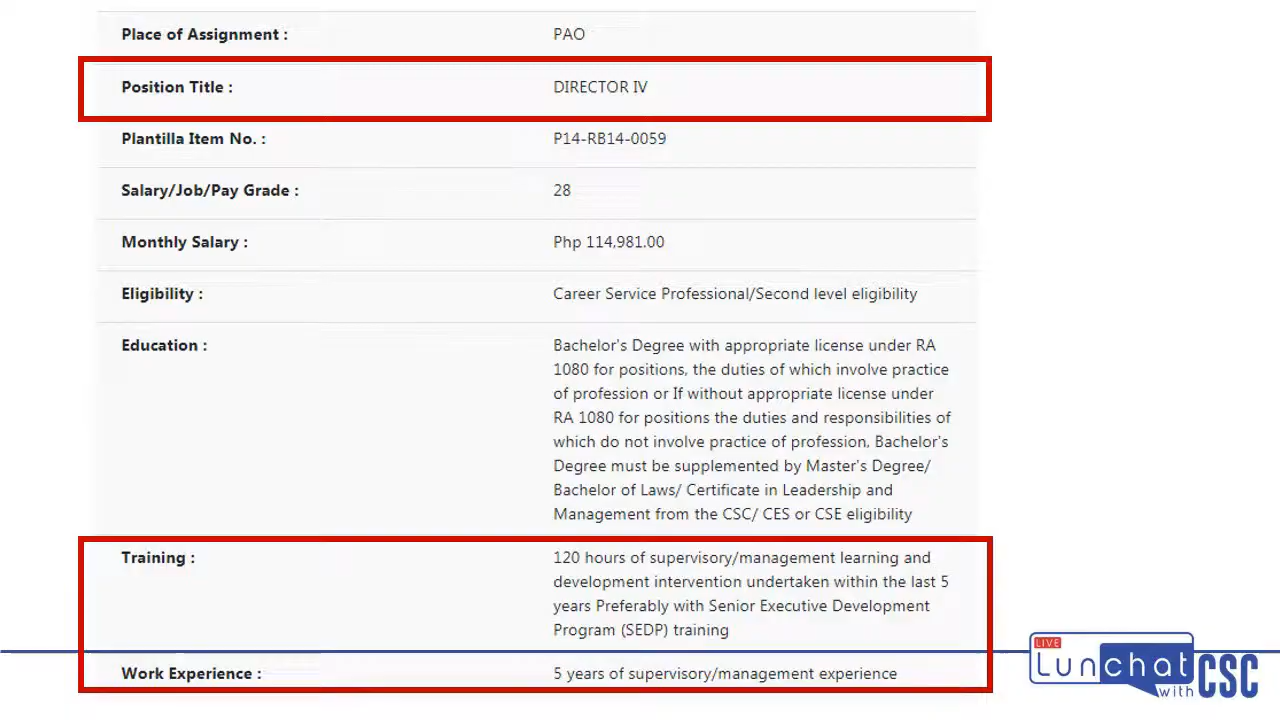 Place of Assignment : PAO
Position Title : DIRECTOR IV
Plantilla Item No. : P14-RB14-0059
Salary/Job/Pay Grade : 28
Monthly Salary : Php 114,981.00
Eligibility : Career Service Professional/Second level eligibility
Education : Bachelor's Degree with appropriate license under RA
1080 for positions, the duties of which involve practice
of profession or If without appropriate license under
RA 1080 for positions the duties and responsibilities of
which do not involve practice of profession, Bachelor's
Degree must be supplemented by Master's Degree/
Bachelor of Laws/ Certificate in Leadership and
Management from the CSC/ CES or CSE eligibility
Training : 120 hours of supervisory/management learning and
development intervention undertaken within the last 5
years Preferably with Senior Executive Development
Program (SEDP) training
Work Experience : 5 years of supervisory/management experience
LIVE
Lunchat
with CSC